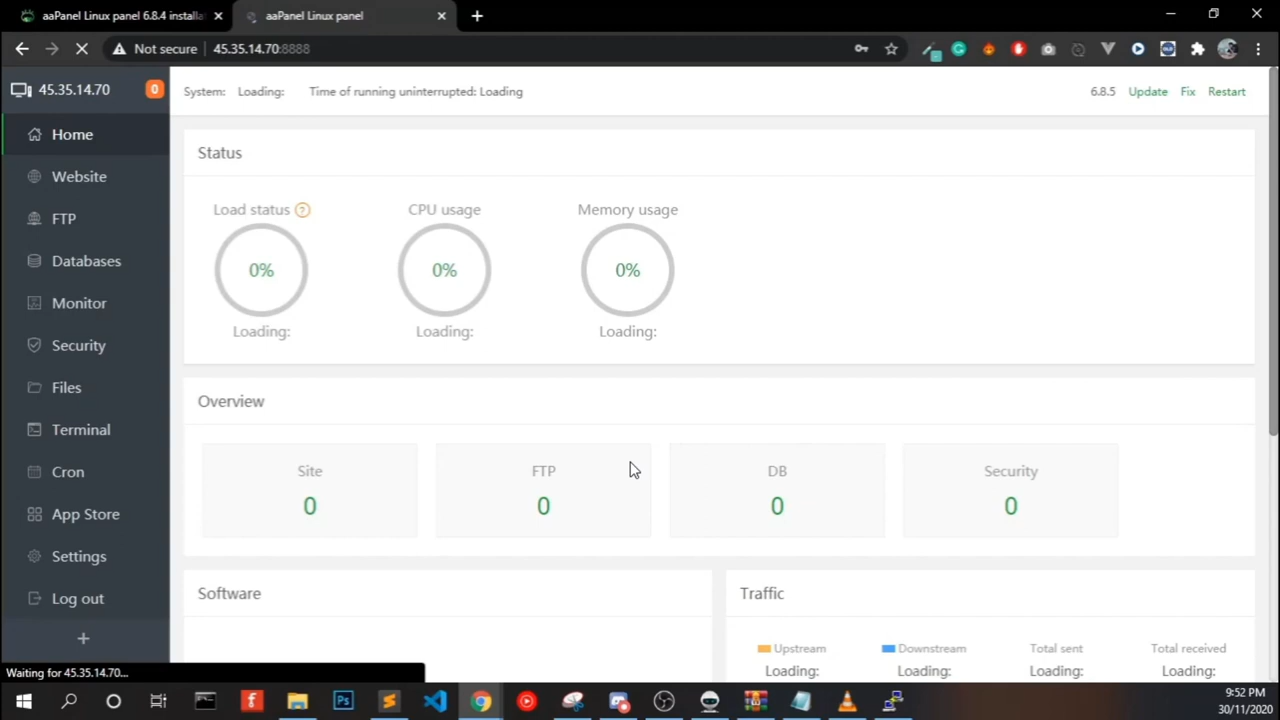 aaPanel Linux panel 6.8.4 installa
aaPanel Linux panel
Not secure 45.35.14.70:8888
45.35.14.70 0
System: Loading: Time of running uninterrupted: Loading 6.8.5 Update Fix Restart
Home
Website
FTP
Databases
Monitor
Security
Files
Terminal
Cron
App Store
Settings
Log out
Status
Load status ? CPU usage Memory usage
0% 0% 0%
Loading: Loading: Loading:
Overview
Site FTP DB Security
0 0 0 0
Software
Traffic
Upstream Downstream Total sent Total received
Loading: Loading: Loading: Loading:
Waiting for 45.35.14.70...
Ps
9:52 PM
30/11/2020